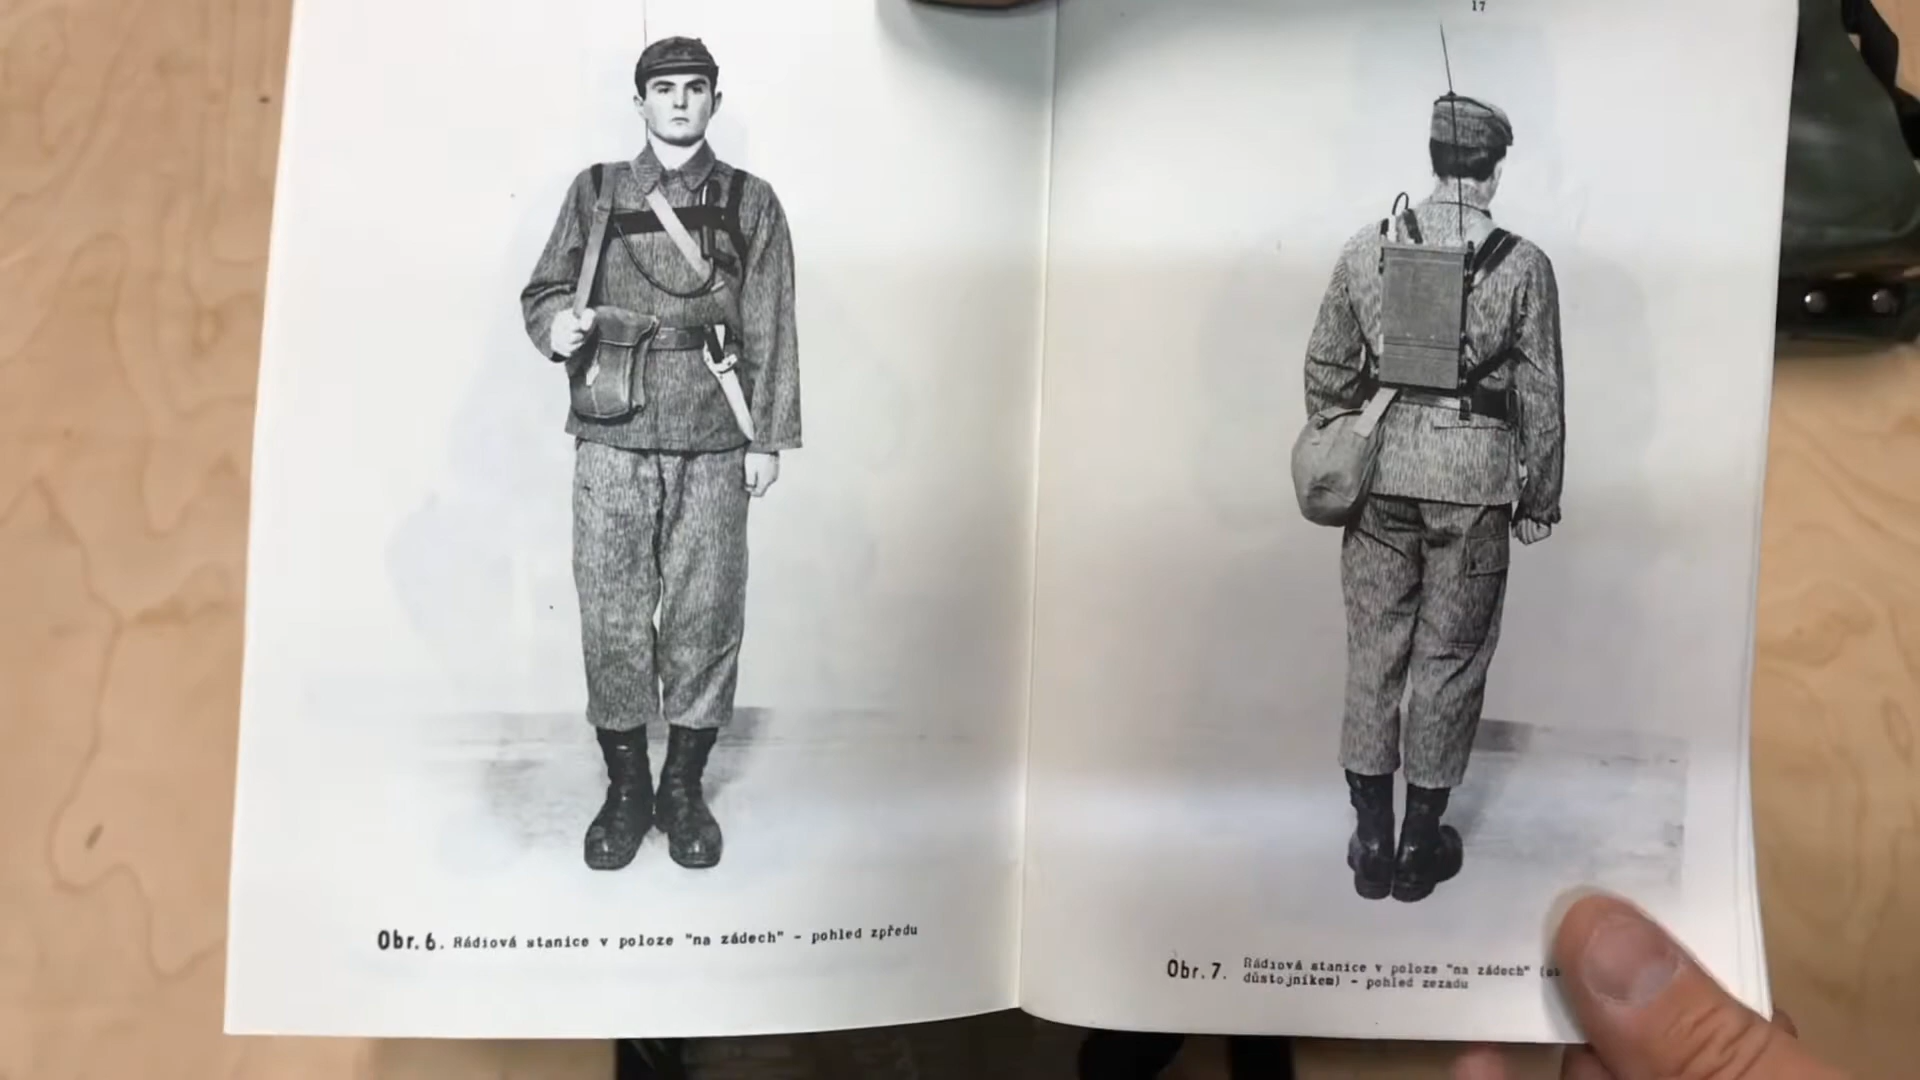 17
Obr. 6. Rádiová stanice v poloze "na zádech" - pohled zpředu
Obr. 7. Rádiová stanice v poloze "na zádech"
důstojníkem) - pohled zezadu